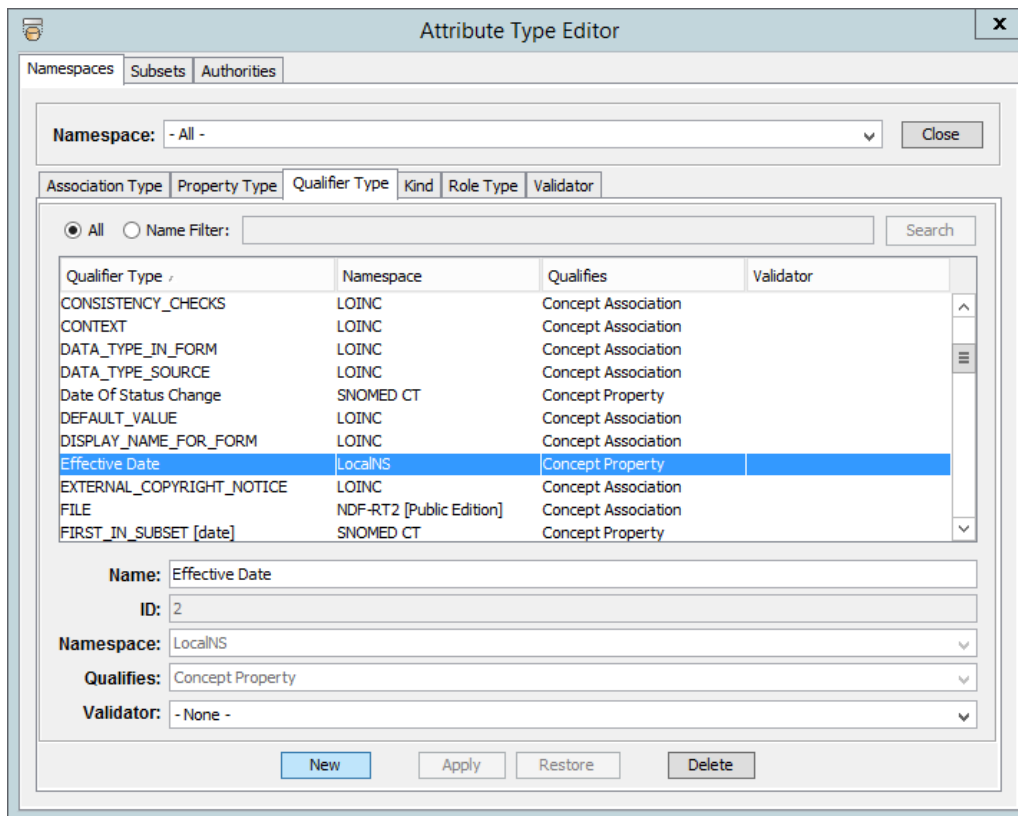 Attribute Type Editor x
Namespaces Subsets Authorities
Namespace: - All - Close
Association Type Property Type Qualifier Type Kind Role Type Validator
All Name Filter: Search
Qualifier Type Namespace Qualifies Validator
CONSISTENCY_CHECKS LOINC Concept Association
CONTEXT LOINC Concept Association
DATA_TYPE_IN_FORM LOINC Concept Association
DATA_TYPE_SOURCE LOINC Concept Association
Date Of Status Change SNOMED CT Concept Property
DEFAULT_VALUE LOINC Concept Association
DISPLAY_NAME_FOR_FORM LOINC Concept Association
Effective Date LocalNS Concept Property
EXTERNAL_COPYRIGHT_NOTICE LOINC Concept Association
FILE NDF-RT2 [Public Edition] Concept Association
FIRST_IN_SUBSET [date] SNOMED CT Concept Property
Name: Effective Date
ID: 2
Namespace: LocalNS
Qualifies: Concept Property
Validator: - None -
New Apply Restore Delete